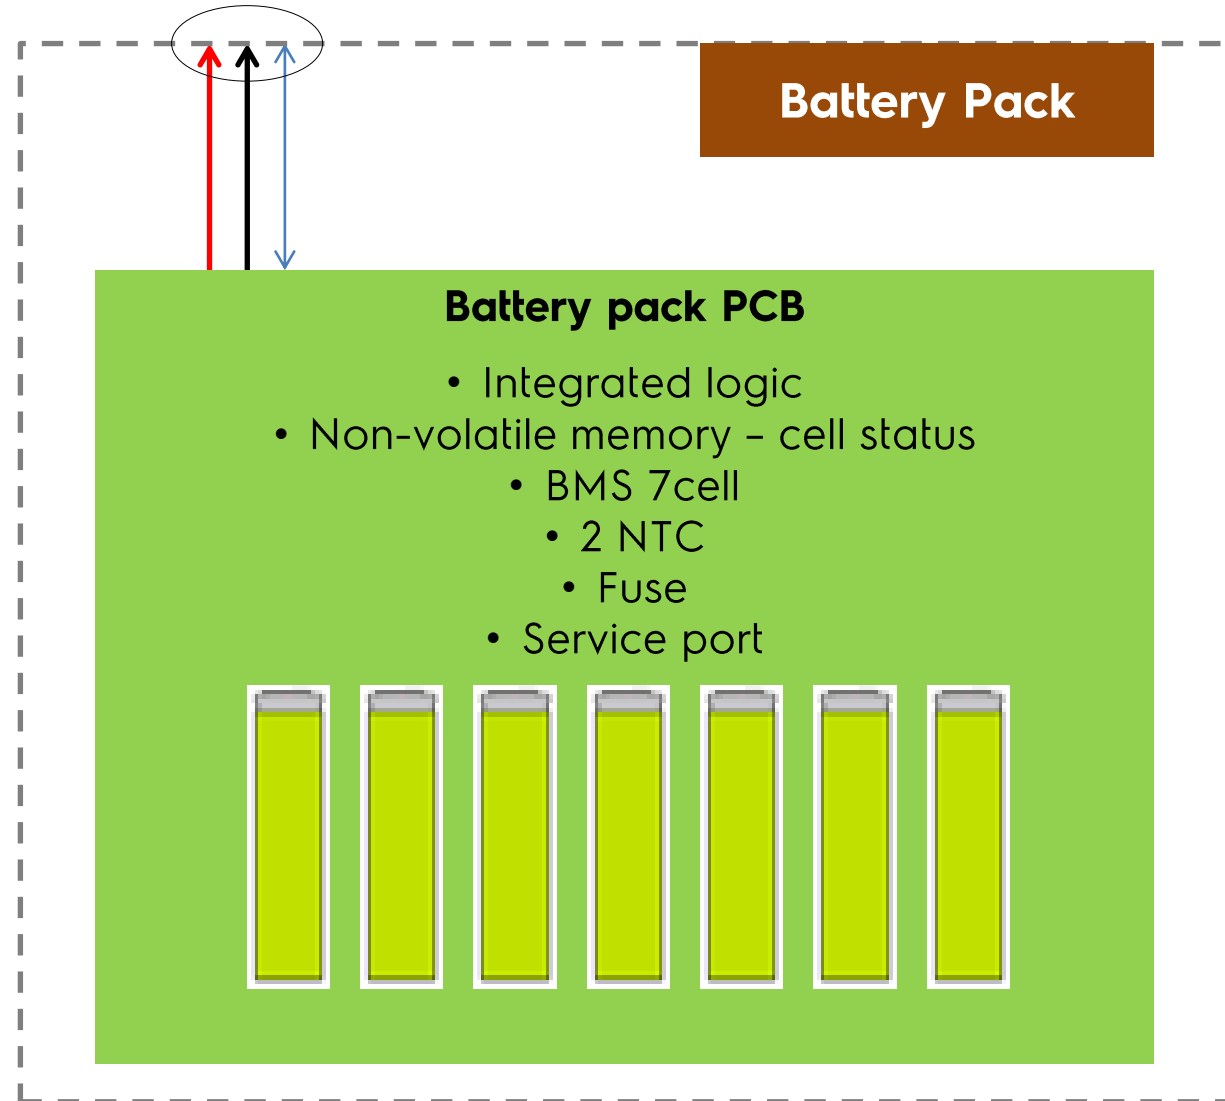 Battery Pack
Battery pack PCB
• Integrated logic
• Non-volatile memory – cell status
• BMS 7cell
• 2 NTC
• Fuse
• Service port